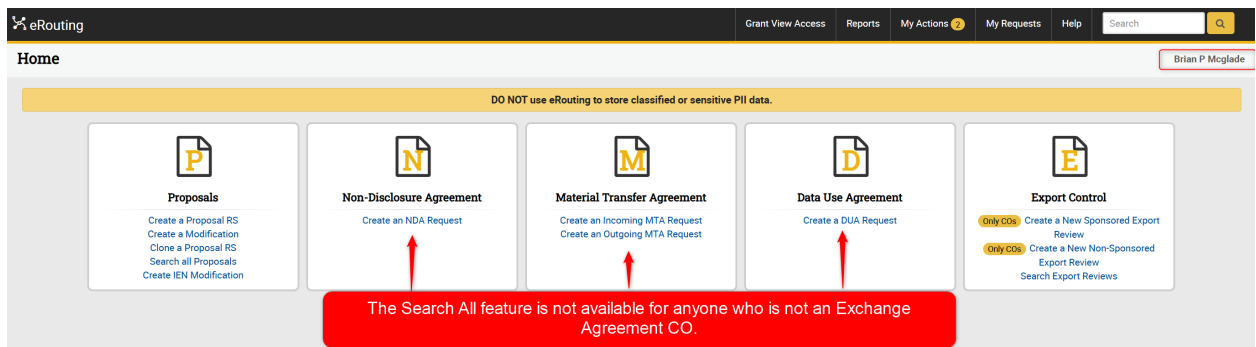 eRouting
Grant View Access
Reports
My Actions 2
My Requests
Help
Search
Home
Brian P Mcglade
DO NOT use eRouting to store classified or sensitive PII data.
P
Proposals
Create a Proposal RS
Create a Modification
Clone a Proposal RS
Search all Proposals
Create IEN Modification
N
Non-Disclosure Agreement
Create an NDA Request
M
Material Transfer Agreement
Create an Incoming MTA Request
Create an Outgoing MTA Request
D
Data Use Agreement
Create a DUA Request
E
Export Control
Only COs Create a New Sponsored Export
Review
Only COs Create a New Non-Sponsored
Export Review
Search Export Reviews
The Search All feature is not available for anyone who is not an Exchange
Agreement CO.